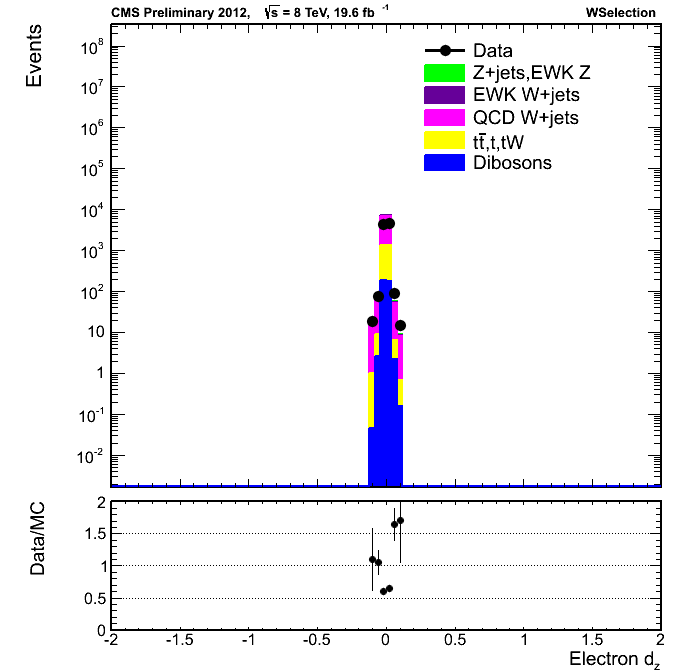 CMS Preliminary 2012, √s = 8 TeV, 19.6 fb⁻¹ WSelection
Events
10⁸
10⁷
10⁶
10⁵
10⁴
10³
10²
10
1
10⁻¹
10⁻²
Data
Z+jets,EWK Z
EWK W+jets
QCD W+jets
tt̄,t,tW
Dibosons
Data/MC
2
1.5
1
0.5
0
-2 -1.5 -1 -0.5 0 0.5 1 1.5 2
Electron d_z